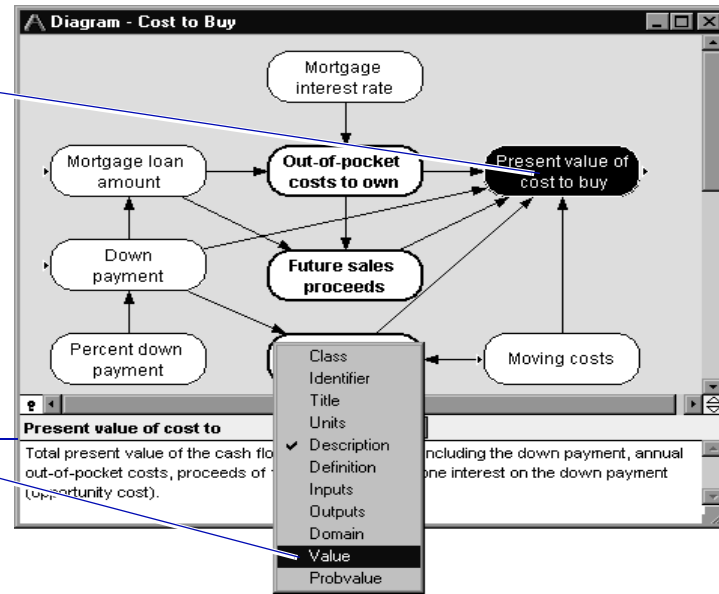 Diagram - Cost to Buy
Mortgage
interest rate
Mortgage loan
amount
Out-of-pocket
costs to own
Present value of
cost to buy
Down
payment
Future sales
proceeds
Percent down
payment
Moving costs
Class
Identifier
Title
Units
Description
Definition
Inputs
Outputs
Domain
Value
Probvalue
?
Present value of cost to
Total present value of the cash flo ncluding the down payment, annual
out-of-pocket costs, proceeds of one interest on the down payment
(opportunity cost).